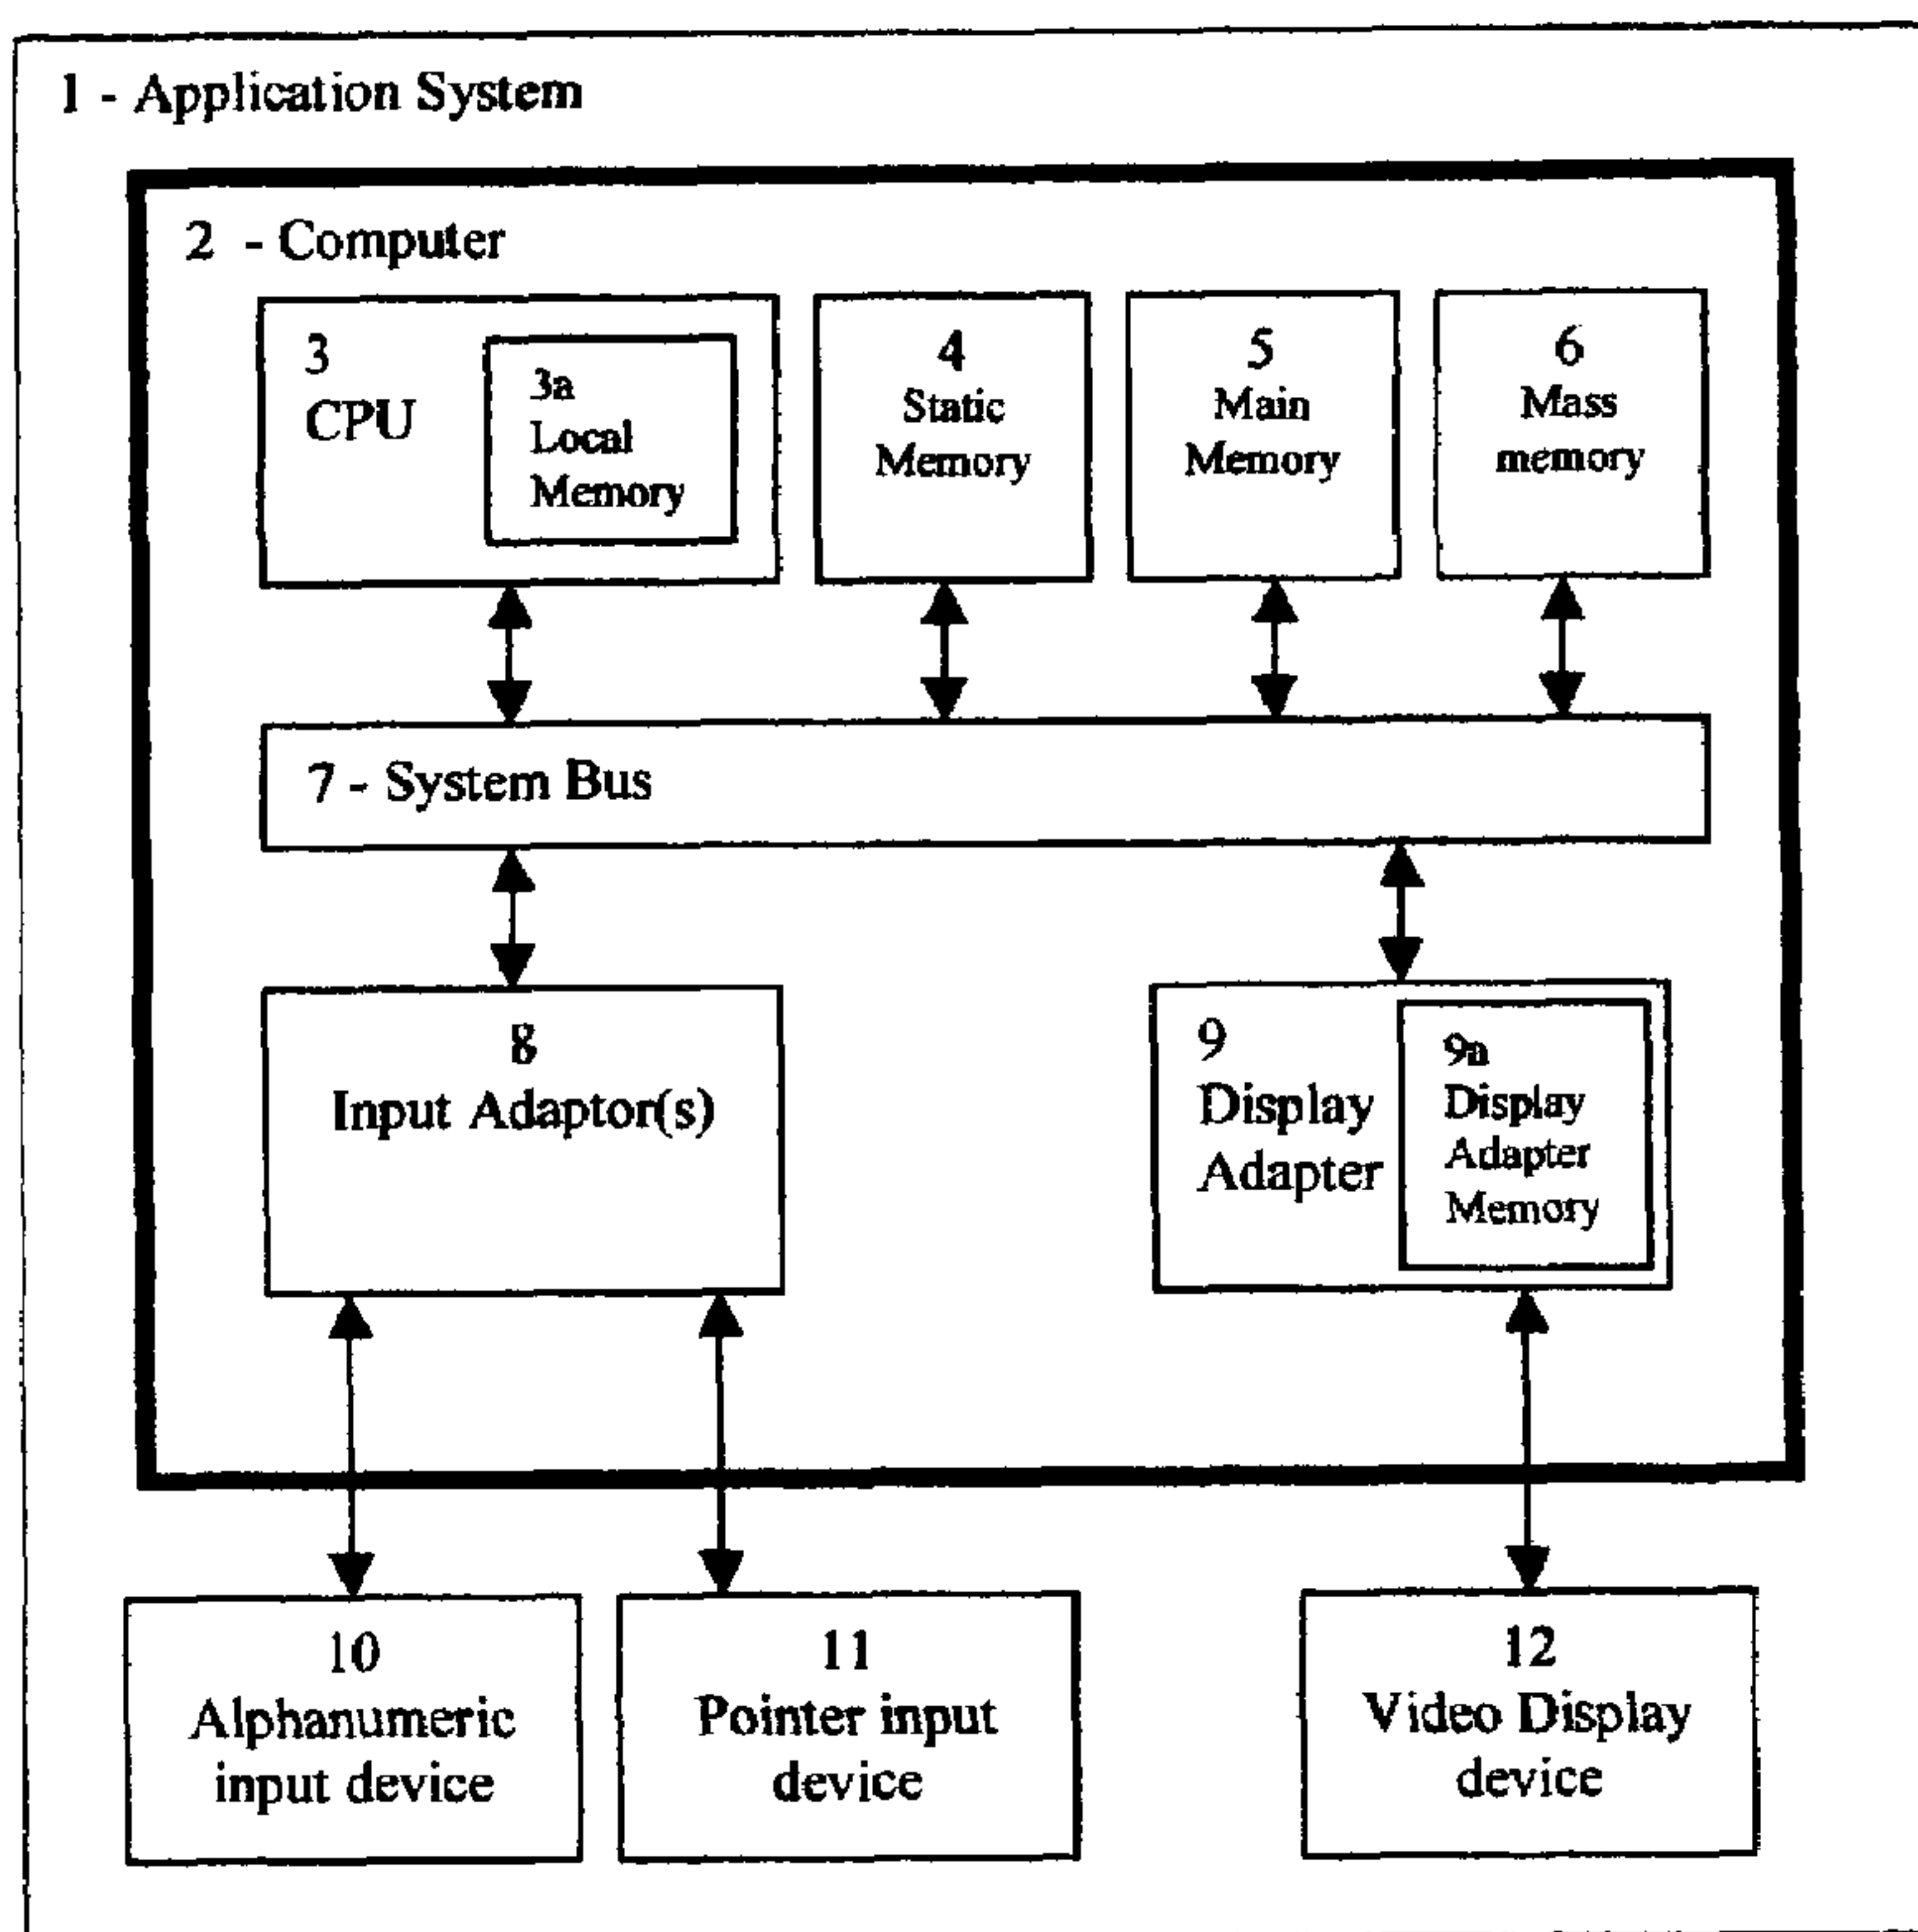 1 - Application System
2 - Computer
3
CPU
3a
Local
Memory
4
Static
Memory
5
Main
Memory
6
Mass
memory
7 - System Bus
8
Input Adaptor(s)
9
Display
Adapter
9a
Display
Adapter
Memory
10
Alphanumeric
input device
11
Pointer input
device
12
Video Display
device